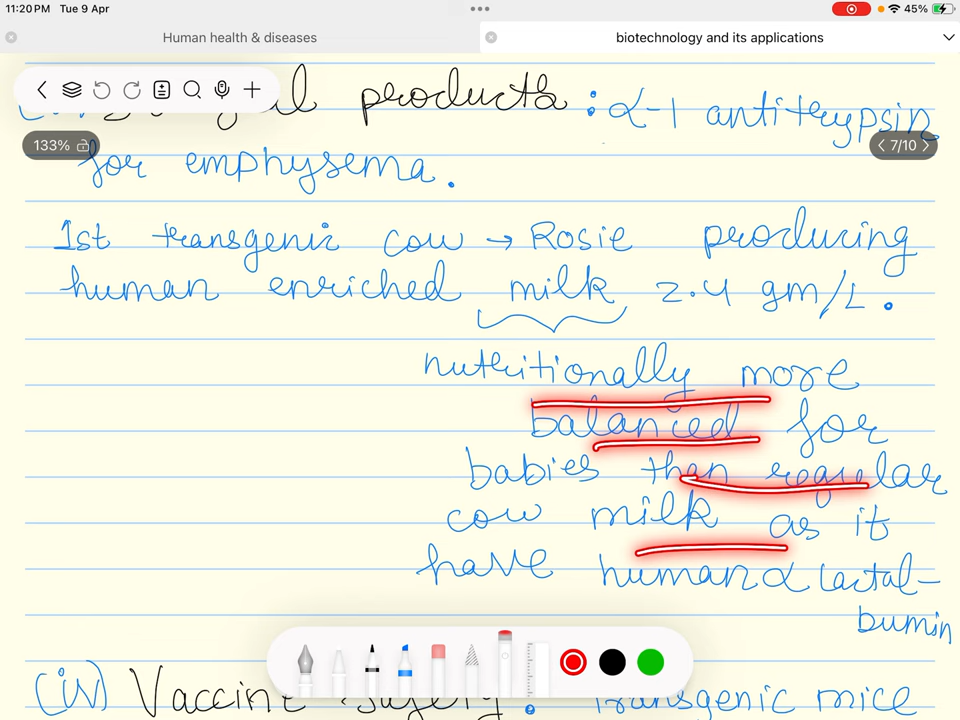 11:20 PM Tue 9 Apr
45%
Human health & diseases
biotechnology and its applications
products : α-1 antitrypsin
133%
7/10
for emphysema.
1st transgenic cow → Rosie producing
human enriched milk 2.4 gm/L.
nutritionally more
balanced for
babies than regular
cow milk as it
have human α lactal-
bumin
(iv) Vaccine safety : transgenic mice